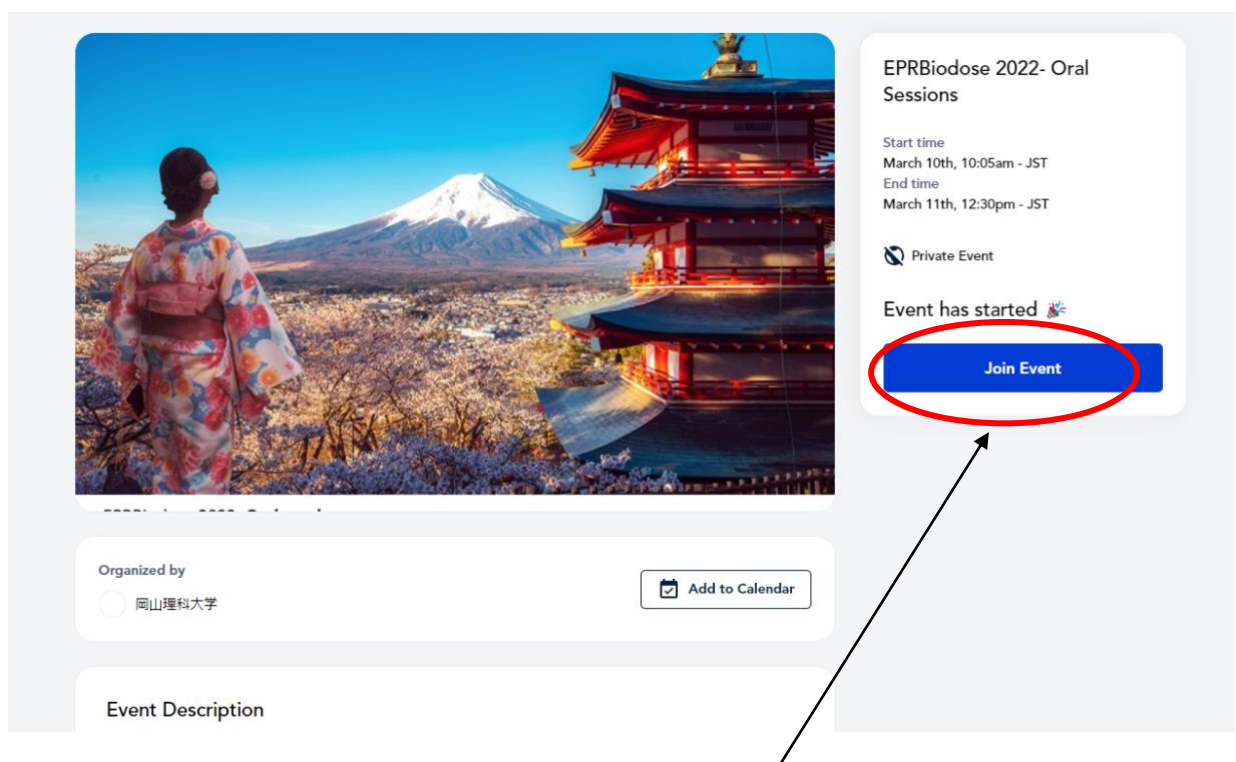 EPRBiodose 2022- Oral
Sessions
Start time
March 10th, 10:05am - JST
End time
March 11th, 12:30pm - JST
Private Event
Event has started
Join Event
Organized by
岡山理科大学
Add to Calendar
Event Description